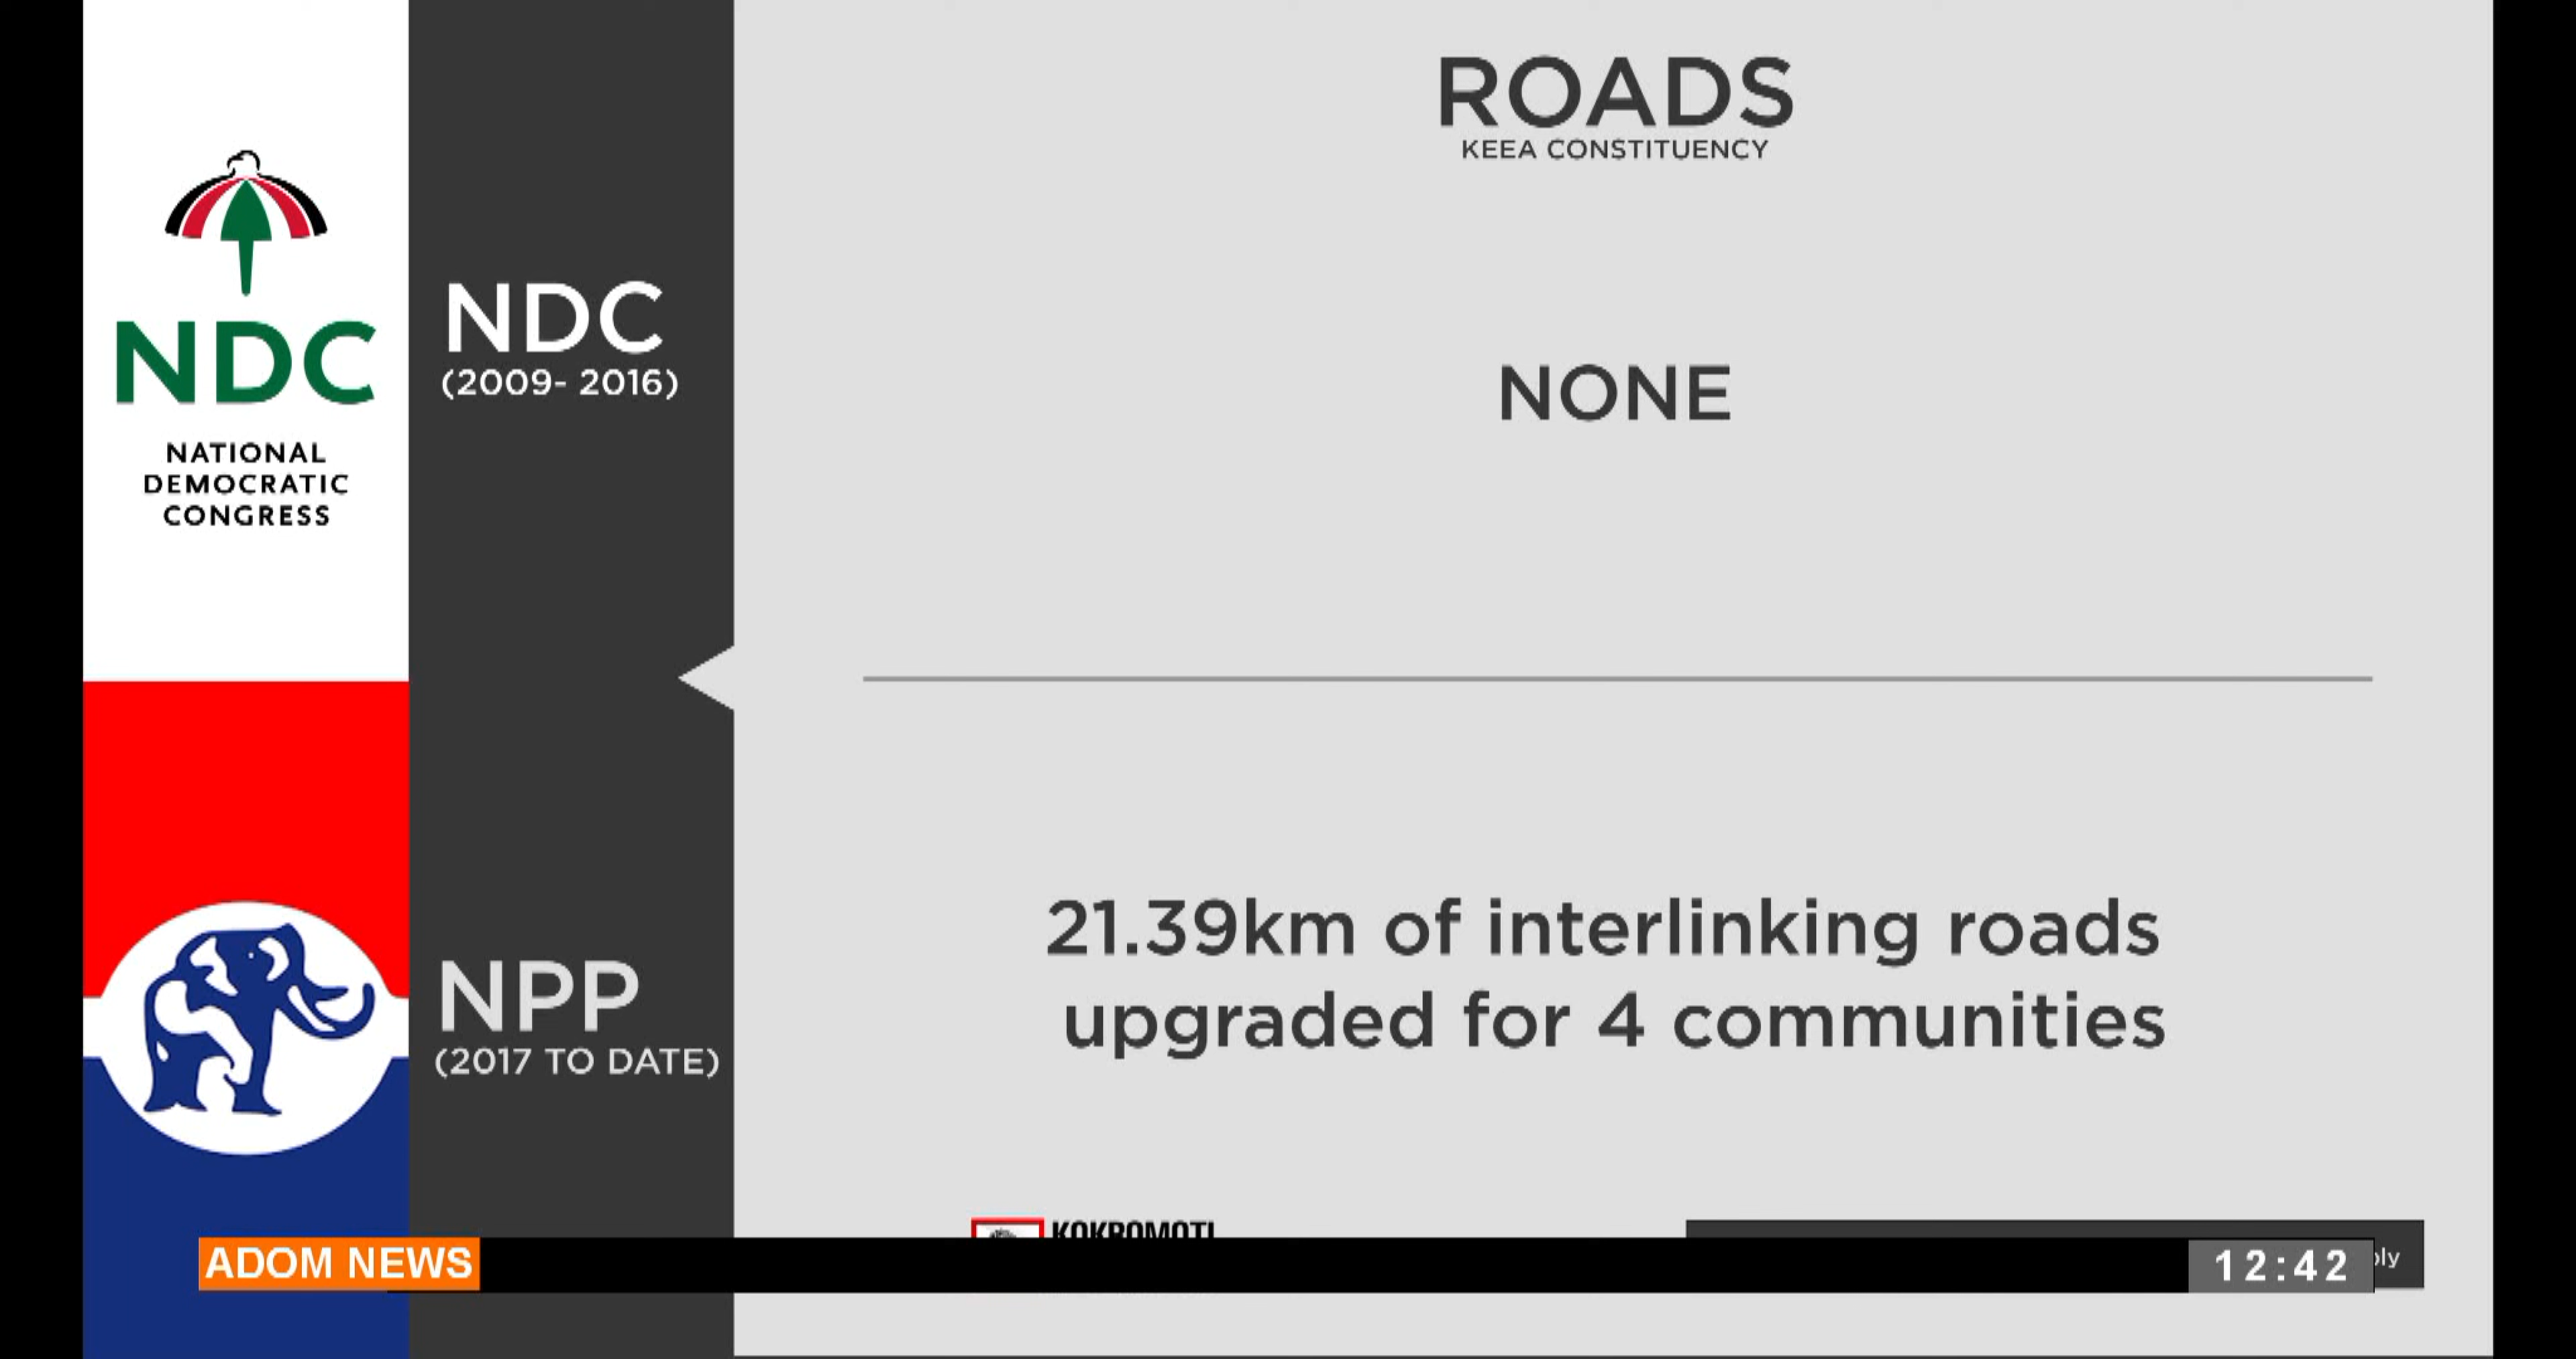 ROADS
KEEA CONSTITUENCY
NDC
NATIONAL
DEMOCRATIC
CONGRESS
NDC
(2009- 2016)
NONE
NPP
(2017 TO DATE)
21.39km of interlinking roads
upgraded for 4 communities
KOKROMOTI
ADOM NEWS
12:42